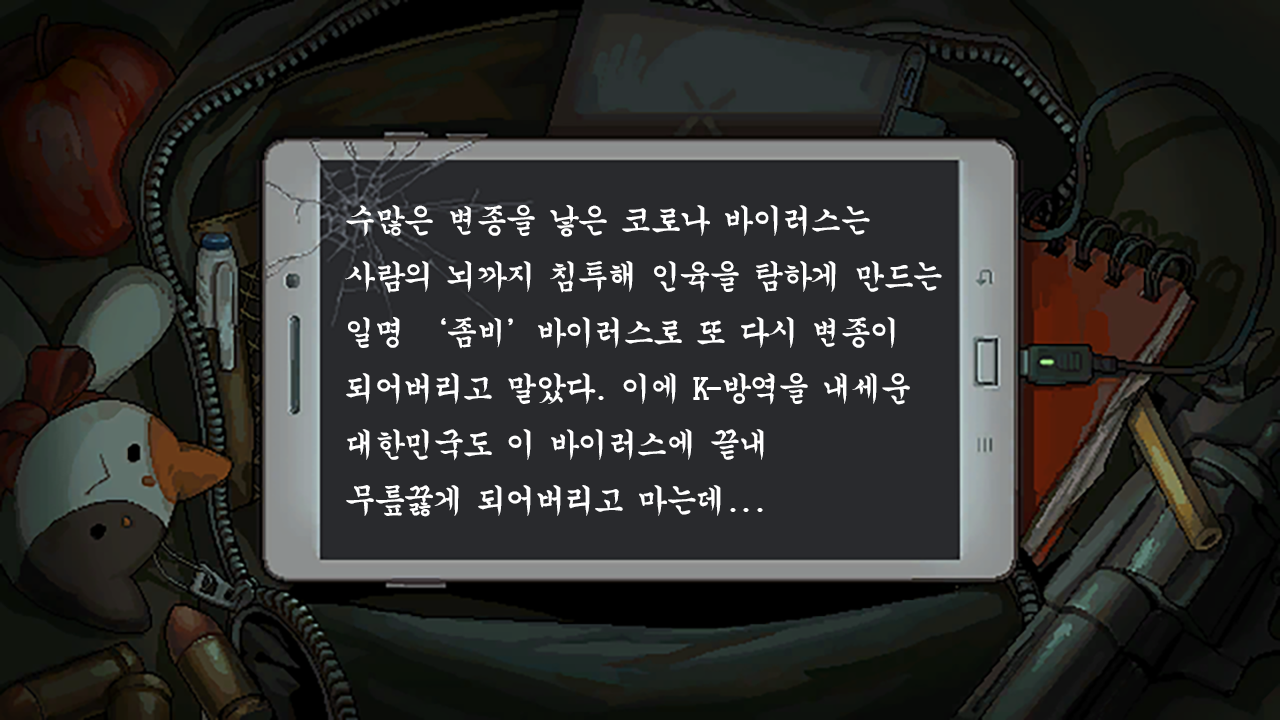 수많은 변종을 낳은 코로나 바이러스는
사람의 뇌까지 침투해 인육을 탐하게 만드는
일명 ‘좀비’ 바이러스로 또 다시 변종이
되어버리고 말았다. 이에 K-방역을 내세운
대한민국도 이 바이러스에 끝내
무릎꿇게 되어버리고 마는데...